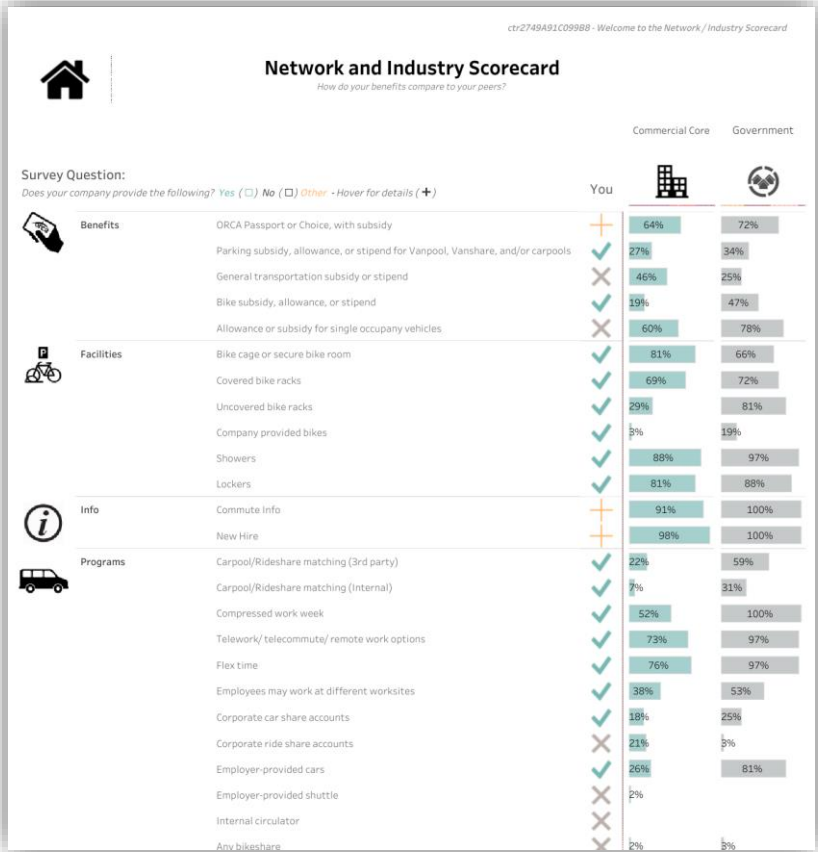 ctr2749A91C09988 - Welcome to the Network / Industry Scorecard
Network and Industry Scorecard
How do your benefits compare to your peers?
Commercial Core Government
Survey Question:
Does your company provide the following? Yes (□) No (□) Other - Hover for details (+)
You
Benefits ORCA Passport or Choice, with subsidy 64% 72%
Parking subsidy, allowance, or stipend for Vanpool, Vanshare, and/or carpools 27% 34%
General transportation subsidy or stipend 46% 25%
Bike subsidy, allowance, or stipend 19% 47%
Allowance or subsidy for single occupany vehicles 60% 78%
P
Facilities Bike cage or secure bike room 81% 66%
Covered bike racks 69% 72%
Uncovered bike racks 29% 81%
Company provided bikes 3% 19%
Showers 88% 97%
Lockers 81% 88%
i
Info Commute Info 91% 100%
New Hire 98% 100%
Programs Carpool/Rideshare matching (3rd party) 22% 59%
Carpool/Rideshare matching (Internal) 7% 31%
Compressed work week 52% 100%
Telework/ telecommute/ remote work options 73% 97%
Flex time 76% 97%
Employees may work at different worksites 38% 53%
Corporate car share accounts 18% 25%
Corporate ride share accounts 21% 3%
Employer-provided cars 26% 81%
Employer-provided shuttle 2%
Internal circulator
Any bikeshare 2% 3%